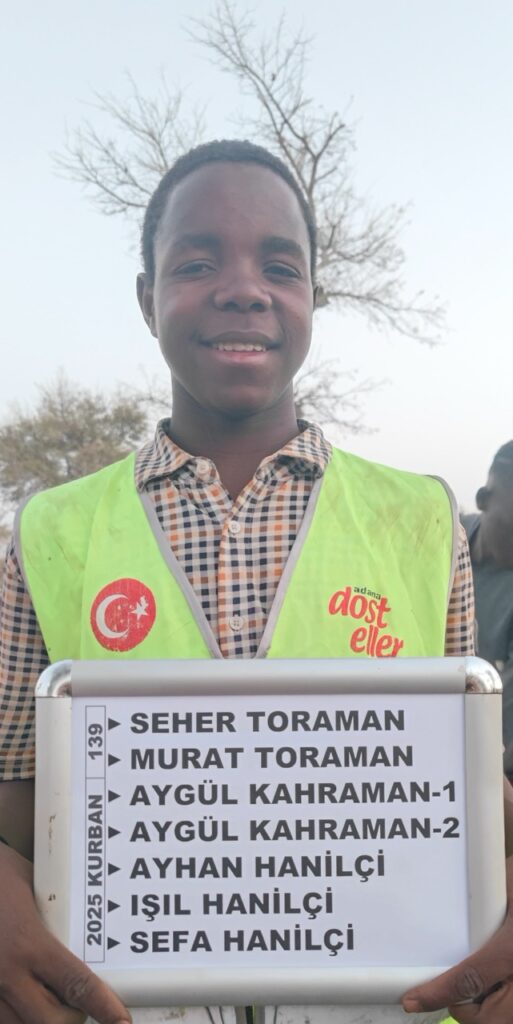 adana
dost
eller
2025 KURBAN 139
SEHER TORAMAN
MURAT TORAMAN
AYGÜL KAHRAMAN-1
AYGÜL KAHRAMAN-2
AYHAN HANİLÇİ
IŞIL HANİLÇİ
SEFA HANİLÇİ